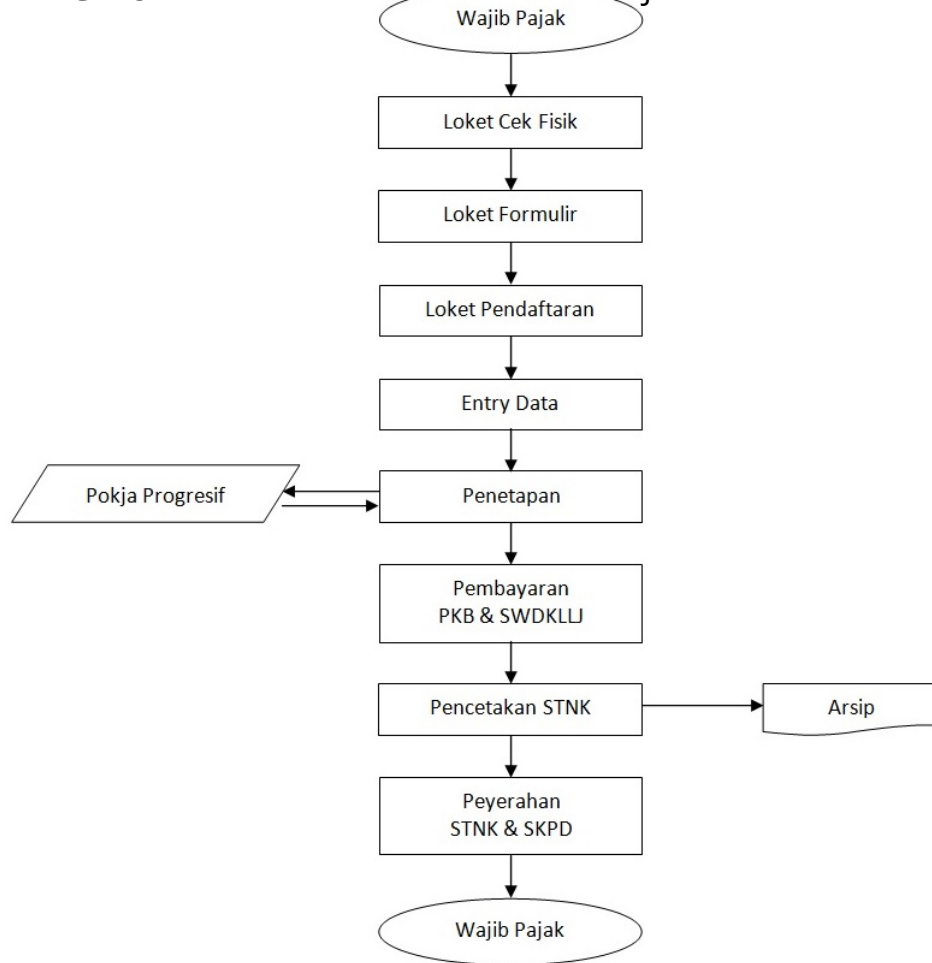 Wajib Pajak
Loket Cek Fisik
Loket Formulir
Loket Pendaftaran
Entry Data
Pokja Progresif
Penetapan
Pembayaran
PKB & SWDKLLJ
Pencetakan STNK
Arsip
Peyerahan
STNK & SKPD
Wajib Pajak